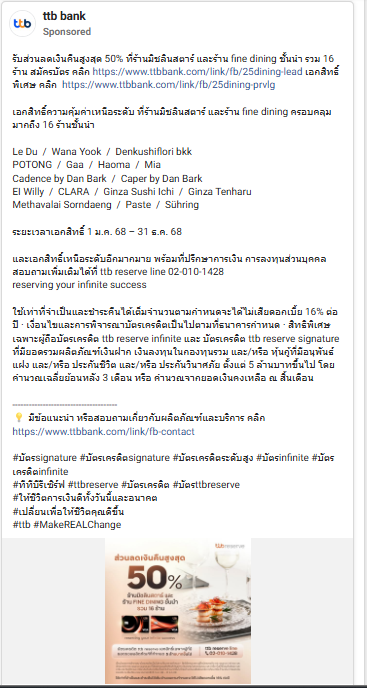 ttb
ttb bank
Sponsored
รับส่วนลดเงินคืนสูงสุด 50% ที่ร้านมิชลินสตาร์ และร้าน fine dining ชั้นนำ รวม 16
ร้าน สมัครบัตร คลิก https://www.ttbbank.com/link/fb/25dining-lead เอกสิทธิ์
พิเศษ คลิก https://www.ttbbank.com/link/fb/25dining-prvlg
เอกสิทธิ์ความคุ้มค่าเหนือระดับ ที่ร้านมิชลินสตาร์ และร้าน fine dining ครอบคลุม
มากถึง 16 ร้านชั้นนำ
Le Du / Wana Yook / Denkushiflori bkk
POTONG / Gaa / Haoma / Mia
Cadence by Dan Bark / Caper by Dan Bark
El Willy / CLARA / Ginza Sushi Ichi / Ginza Tenharu
Methavalai Sorndaeng / Paste / Sühring
ระยะเวลาเอกสิทธิ์ 1 ม.ค. 68 – 31 ธ.ค. 68
และเอกสิทธิ์เหนือระดับอีกมากมาย พร้อมที่ปรึกษาการเงิน การลงทุนส่วนบุคคล
สอบถามเพิ่มเติมได้ที่ ttb reserve line 02-010-1428
reserving your infinite success
ใช้เท่าที่จำเป็นและชำระคืนได้เต็มจำนวนตามกำหนดจะได้ไม่เสียดอกเบี้ย 16% ต่อ
ปี · เงื่อนไขและการพิจารณาบัตรเครดิตเป็นไปตามที่ธนาคารกำหนด · สิทธิพิเศษ
เฉพาะผู้ถือบัตรเครดิต ttb reserve infinite และ บัตรเครดิต ttb reserve signature
ที่มียอดรวมผลิตภัณฑ์เงินฝาก เงินลงทุนในกองทุนรวม และ/หรือ หุ้นกู้ที่มีอนุพันธ์
แฝง และ/หรือ ประกันชีวิต และ/หรือ ประกันวินาศภัย ตั้งแต่ 5 ล้านบาทขึ้นไป โดย
คำนวณเฉลี่ยย้อนหลัง 3 เดือน หรือ คำนวณจากยอดเงินคงเหลือ ณ สิ้นเดือน
--------------------------------------
💡 มีข้อแนะนำ หรือสอบถามเกี่ยวกับผลิตภัณฑ์และบริการ คลิก
https://www.ttbbank.com/link/fb-contact
#บัตรsignature #บัตรเครดิตsignature #บัตรเครดิตระดับสูง #บัตรinfinite #บัตร
เครดิตinfinite
#ทีทีบีรีเซิร์ฟ #ttbreserve #บัตรเครดิต #บัตรttbreserve
#ให้ชีวิตการเงินดีทั้งวันนี้และอนาคต
#เปลี่ยนเพื่อให้ชีวิตคุณดีขึ้น
#ttb #MakeREALChange
ttb reserve
ส่วนลดเงินคืนสูงสุด
50%
ร้านมิชลินสตาร์ และ
ร้าน FINE DINING ชั้นนำ
รวม 16 ร้าน
ttb reserve line
02-010-1428